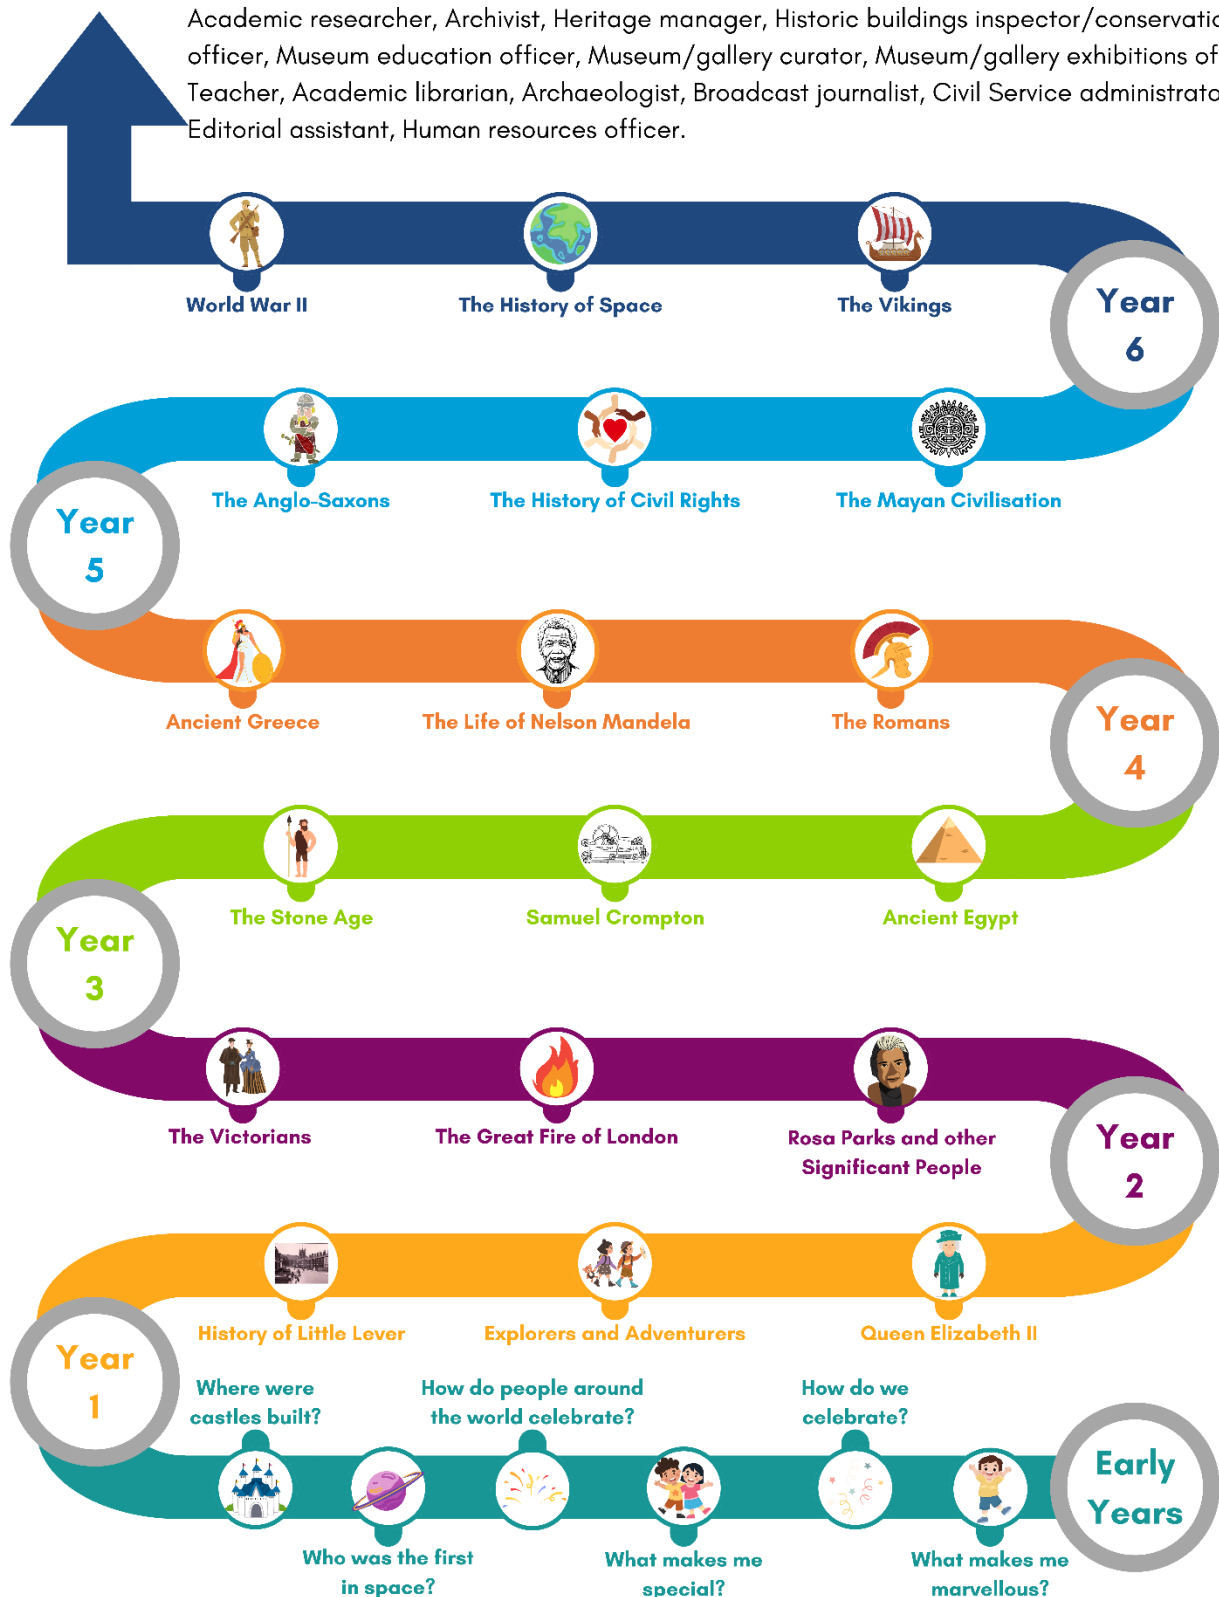 Academic researcher, Archivist, Heritage manager, Historic buildings inspector/conservatio
officer, Museum education officer, Museum/gallery curator, Museum/gallery exhibitions of
Teacher, Academic librarian, Archaeologist, Broadcast journalist, Civil Service administrato
Editorial assistant, Human resources officer.
World War II
The History of Space
The Vikings
Year
6
The Anglo-Saxons
The History of Civil Rights
The Mayan Civilisation
Year
5
Ancient Greece
The Life of Nelson Mandela
The Romans
Year
4
The Stone Age
Samuel Crompton
Ancient Egypt
Year
3
The Victorians
The Great Fire of London
Rosa Parks and other
Significant People
Year
2
History of Little Lever
Explorers and Adventurers
Queen Elizabeth II
Year
1
Where were
castles built?
How do people around
the world celebrate?
How do we
celebrate?
Early
Years
Who was the first
in space?
What makes me
special?
What makes me
marvellous?